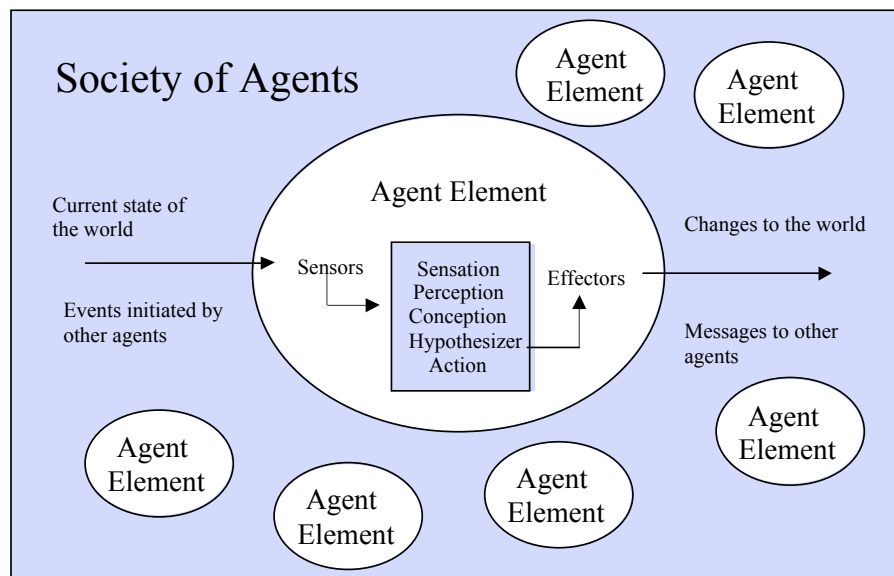 Society of Agents
Agent
Element
Agent
Element
Agent Element
Current state of
the world
Events initiated by
other agents
Sensors
Sensation
Perception
Conception
Hypothesizer
Action
Effectors
Changes to the world
Messages to other
agents
Agent
Element
Agent
Element
Agent
Element
Agent
Element